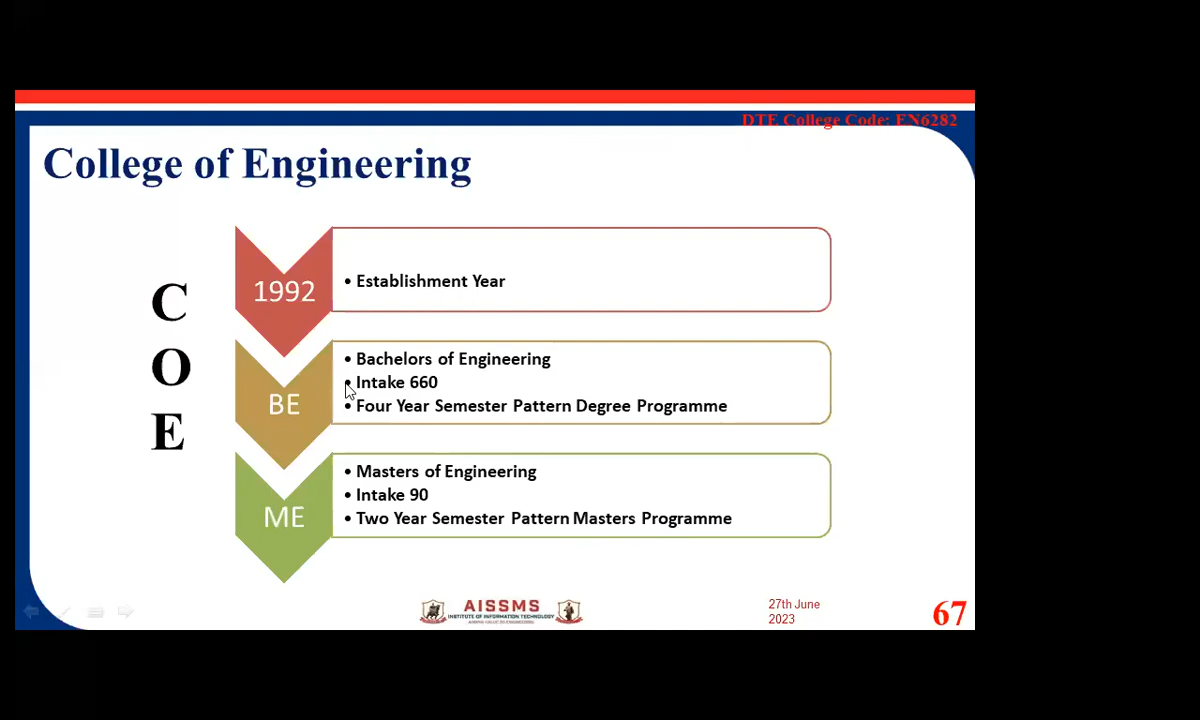 DTE College Code: EN6282
College of Engineering
C
O
E
1992
• Establishment Year
BE
• Bachelors of Engineering
• Intake 660
• Four Year Semester Pattern Degree Programme
ME
• Masters of Engineering
• Intake 90
• Two Year Semester Pattern Masters Programme
AISSMS
INSTITUTE OF INFORMATION TECHNOLOGY
27th June
2023
67